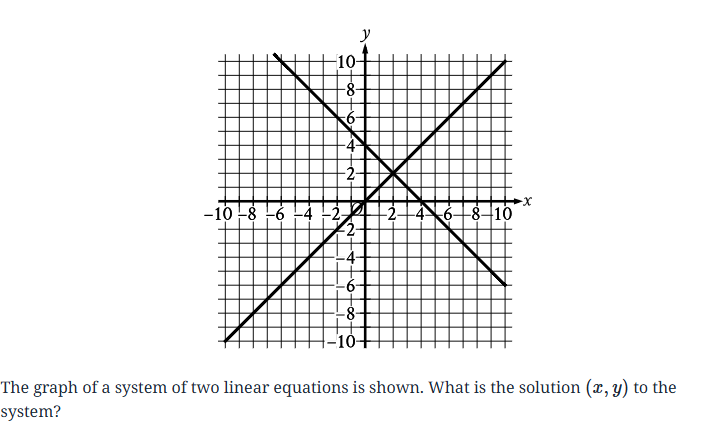 y
10
8
6
4
2
x
−10 −8 −6 −4 −2 O 2 4 6 8 10
−2
−4
−6
−8
−10
The graph of a system of two linear equations is shown. What is the solution (x, y) to the
system?